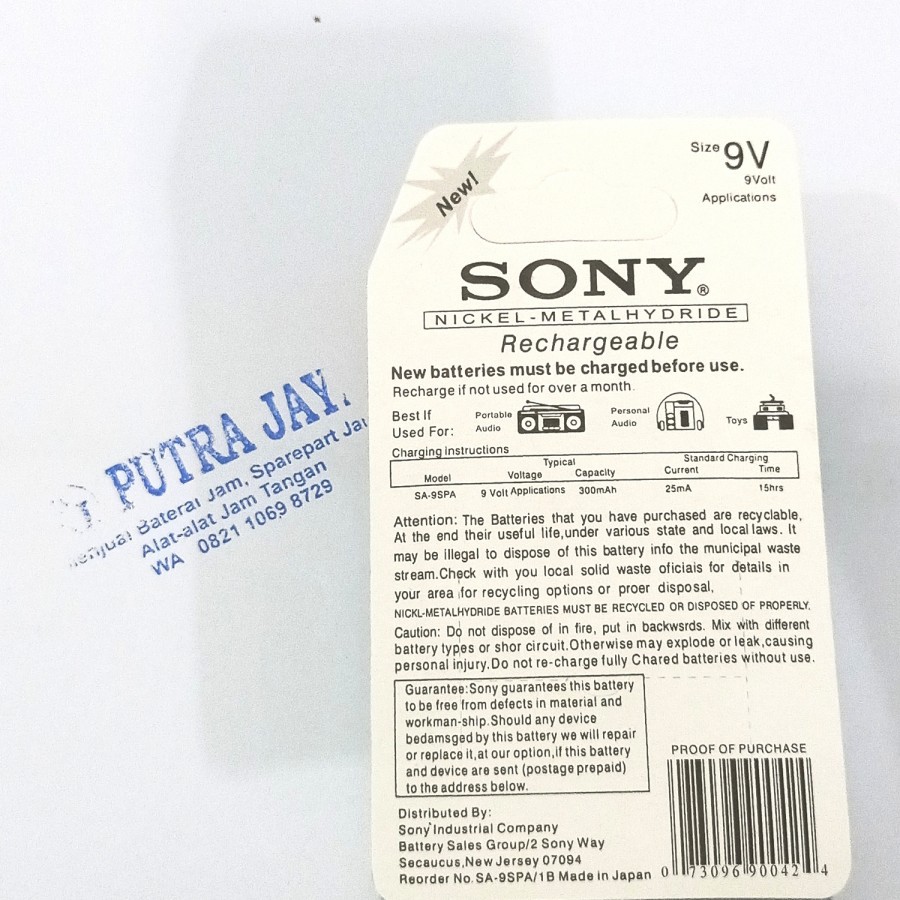 New!
Size 9V
9Volt
Applications
SONY®
NICKEL-METALHYDRIDE
Rechargeable
New batteries must be charged before use.
Recharge if not used for over a month.
Best If
Used For:
Portable
Audio
Personal
Audio
Toys
Charging instructions
Typical Standard Charging
Model Voltage Capacity Current Time
SA-9SPA 9 Volt Applications 300mAh 25mA 15hrs
Attention: The Batteries that you have purchased are recyclable,
At the end their useful life,under various state and local laws. It
may be illegal to dispose of this battery info the municipal waste
stream.Check with you local solid waste oficiais for details in
your area for recycling options or proer disposal,
NICKL-METALHYDRIDE BATTERIES MUST BE RECYCLED OR DISPOSED OF PROPERLY.
Caution: Do not dispose of in fire, put in backwsrds. Mix with different
battery types or shor circuit.Otherwise may explode or leak,causing
personal injury.Do not re-charge fully Chared batteries without use.
Guarantee:Sony guarantees this battery
to be free from defects in material and
workman-ship.Should any device
bedamsged by this battery we will repair
or replace it,at our option,if this battery
and device are sent (postage prepaid)
to the address below.
PROOF OF PURCHASE
Distributed By:
Sony Industrial Company
Battery Sales Group/2 Sony Way
Secaucus,New Jersey 07094
Reorder No.SA-9SPA/1B Made in Japan
0 73096 90042 4
PUTRA JAY
Baterai Jam, Sparepart
Alat-alat Jam Tangan
WA 0821 1069 8729